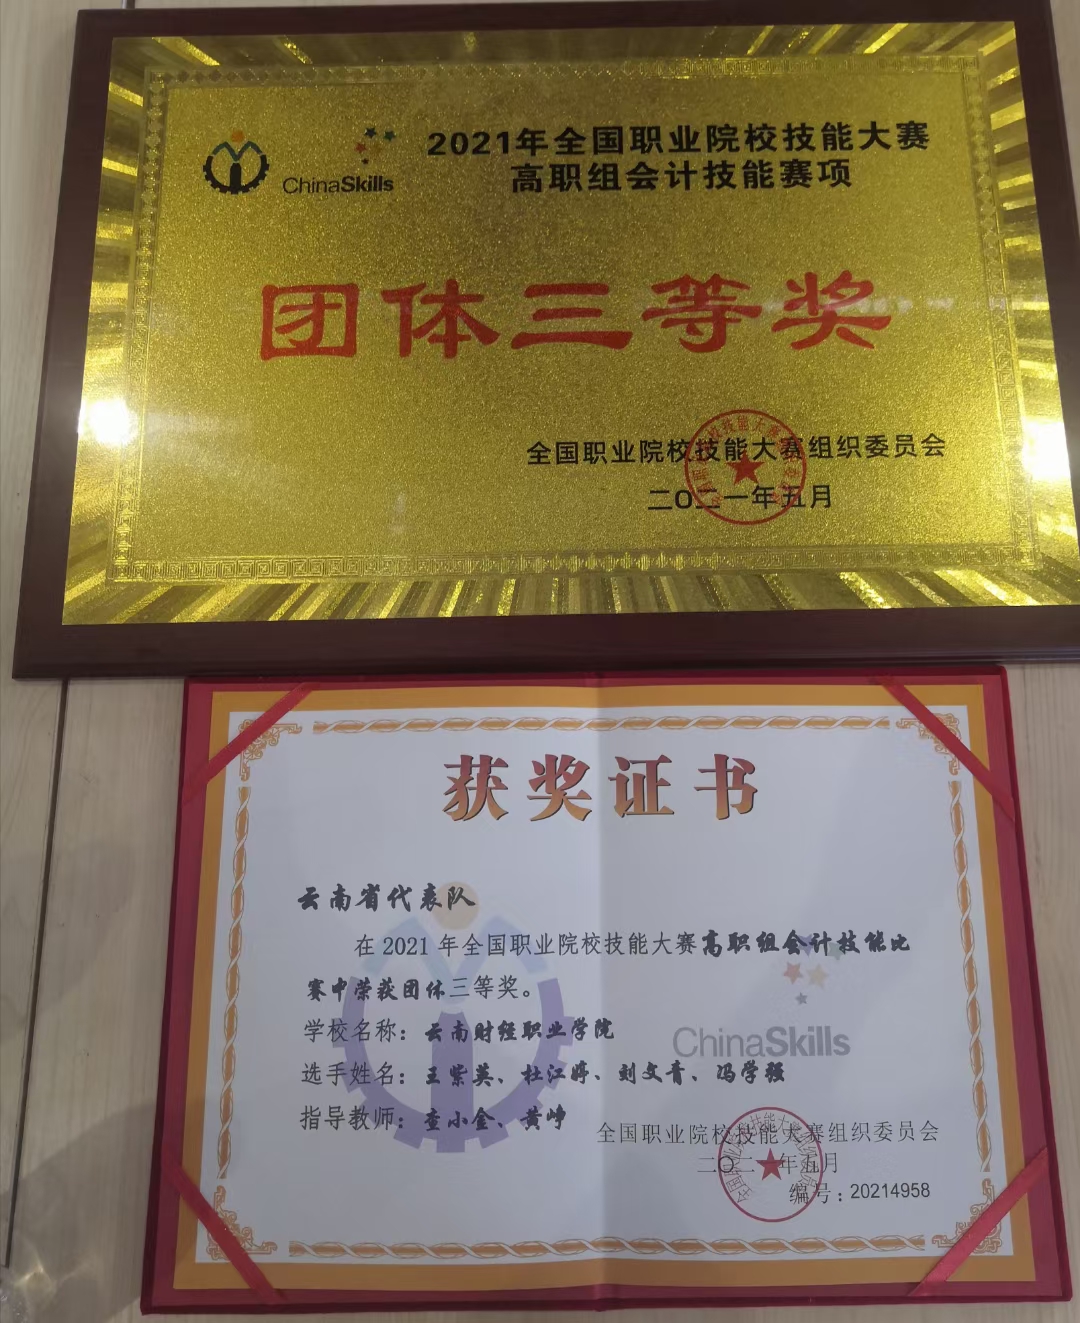 ChinaSkills
2021年全国职业院校技能大赛
高职组会计技能赛项
团体三等奖
全国职业院校技能大赛组织委员会
二〇二一年五月
获奖证书
云南省代表队
在2021年全国职业院校技能大赛高职组会计技能比
赛中荣获团体三等奖。
学校名称：云南财经职业学院
ChinaSkills
选手姓名：王紫英、杜江婷、刘文青、冯学强
指导教师：查小金、黄峥
全国职业院校技能大赛组织委员会
二〇二一年五月
编号：20214958